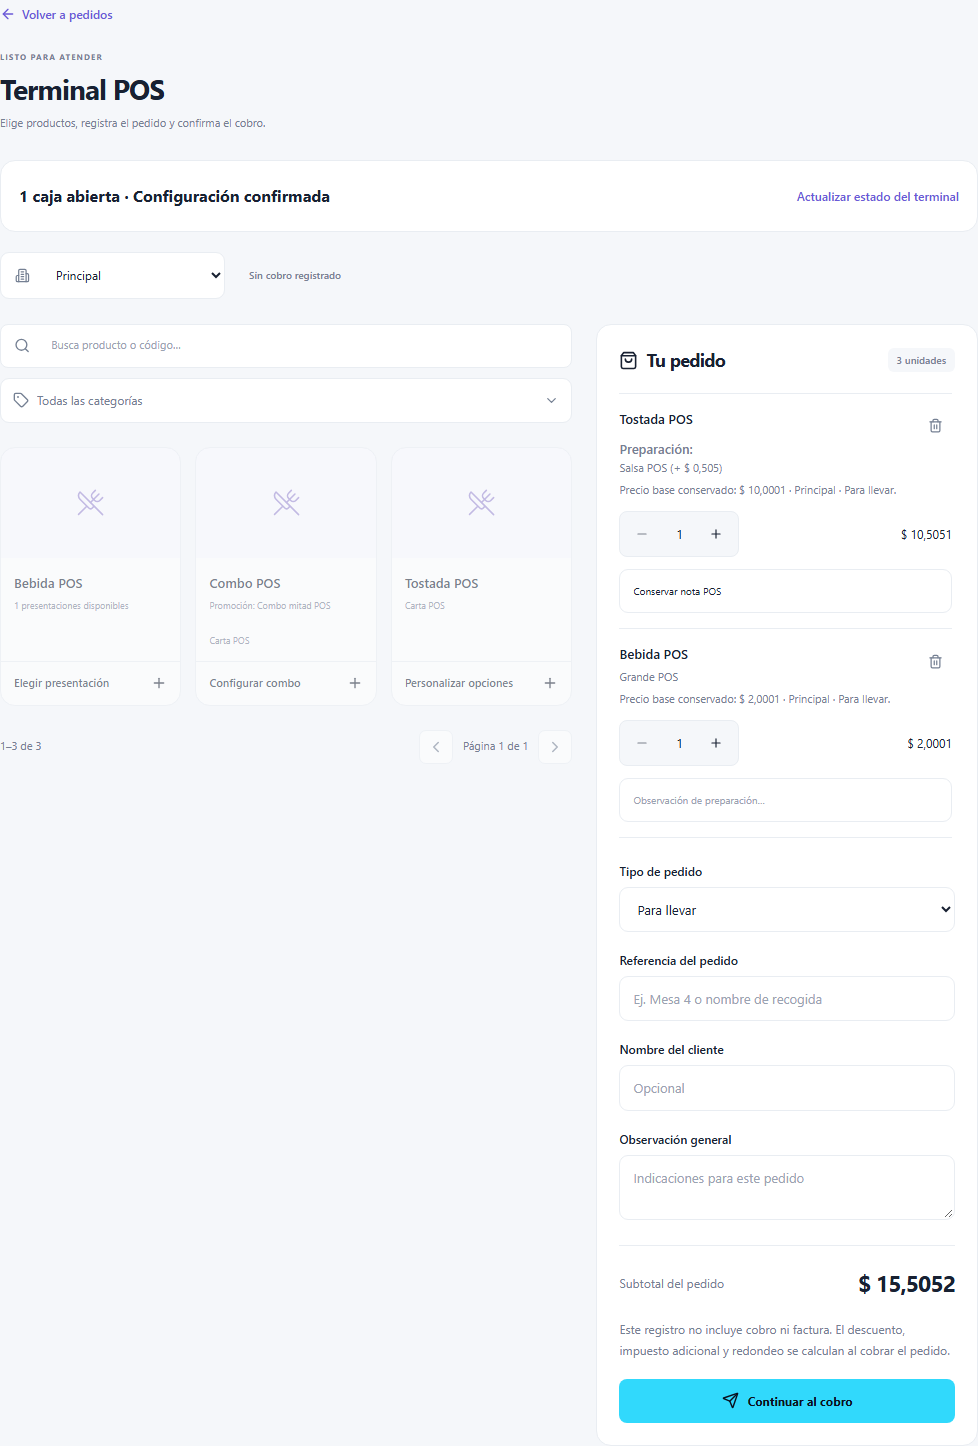 Volver a pedidos
LISTO PARA ATENDER
Terminal POS
Elige productos, registra el pedido y confirma el cobro.
1 caja abierta · Configuración confirmada
Actualizar estado del terminal
Principal
Sin cobro registrado
Busca producto o código...
Todas las categorías
Bebida POS
1 presentaciones disponibles
Elegir presentación
Combo POS
Promoción: Combo mitad POS
Carta POS
Configurar combo
Tostada POS
Carta POS
Personalizar opciones
1–3 de 3
Página 1 de 1
Tu pedido
3 unidades
Tostada POS
Preparación:
Salsa POS (+ $ 0,505)
Precio base conservado: $ 10,0001 · Principal · Para llevar.
1
$ 10,5051
Conservar nota POS
Bebida POS
Grande POS
Precio base conservado: $ 2,0001 · Principal · Para llevar.
1
$ 2,0001
Observación de preparación...
Tipo de pedido
Para llevar
Referencia del pedido
Ej. Mesa 4 o nombre de recogida
Nombre del cliente
Opcional
Observación general
Indicaciones para este pedido
Subtotal del pedido
$ 15,5052
Este registro no incluye cobro ni factura. El descuento,
impuesto adicional y redondeo se calculan al cobrar el pedido.
Continuar al cobro